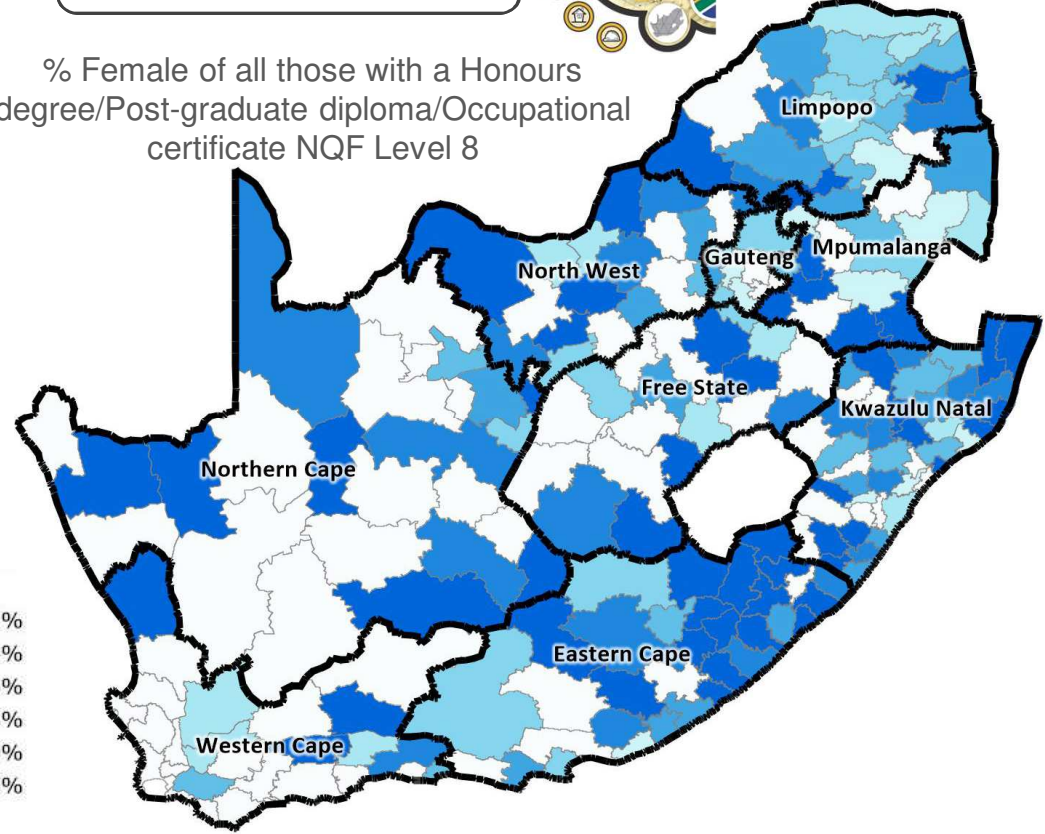 % Female of all those with a Honours
degree/Post-graduate diploma/Occupational
certificate NQF Level 8
Limpopo
Mpumalanga
Gauteng
North West
Free State
Kwazulu Natal
Northern Cape
Eastern Cape
Western Cape
%
%
%
%
%
%